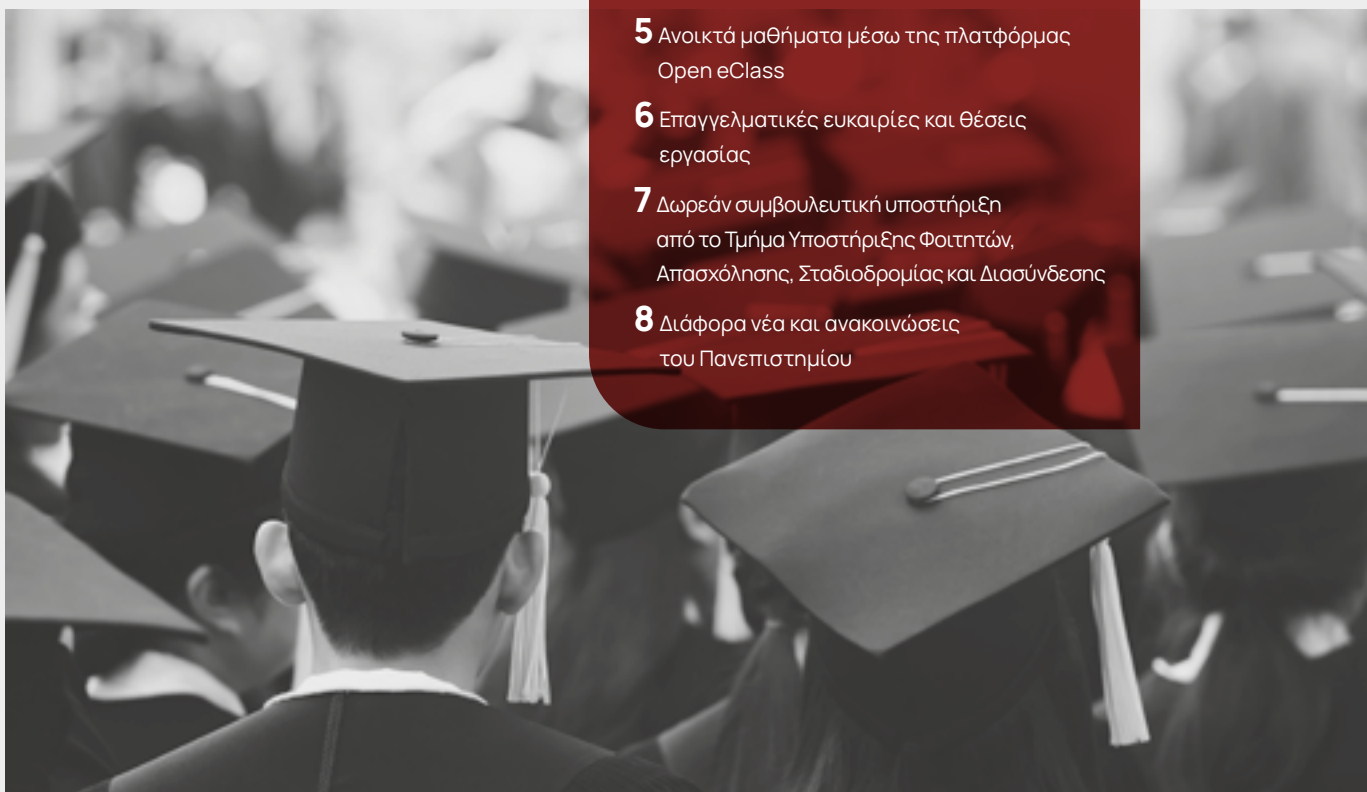 5 Ανοικτά μαθήματα μέσω της πλατφόρμας
Open eClass
6 Επαγγελματικές ευκαιρίες και θέσεις
εργασίας
7 Δωρεάν συμβουλευτική υποστήριξη
από το Τμήμα Υποστήριξης Φοιτητών,
Απασχόλησης, Σταδιοδρομίας και Διασύνδεσης
8 Διάφορα νέα και ανακοινώσεις
του Πανεπιστημίου